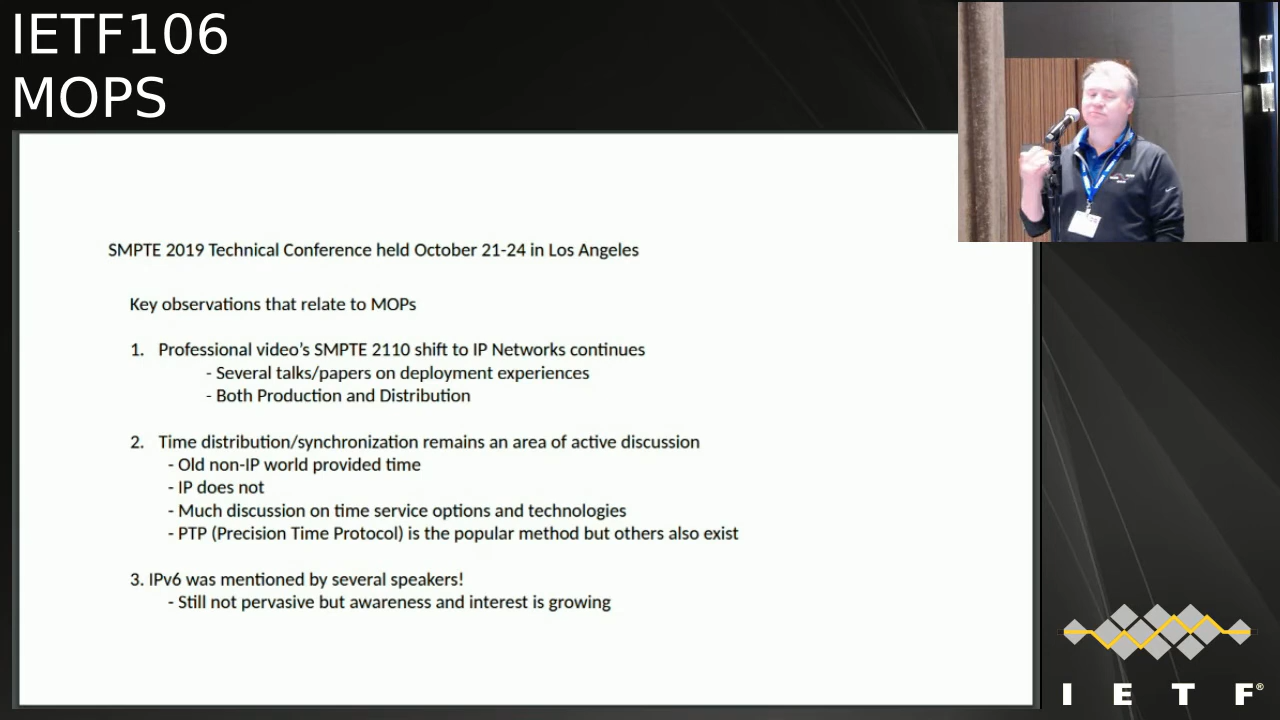 IETF106
MOPS
SMPTE 2019 Technical Conference held October 21-24 in Los Angeles
Key observations that relate to MOPs
1. Professional video’s SMPTE 2110 shift to IP Networks continues
- Several talks/papers on deployment experiences
- Both Production and Distribution
2. Time distribution/synchronization remains an area of active discussion
- Old non-IP world provided time
- IP does not
- Much discussion on time service options and technologies
- PTP (Precision Time Protocol) is the popular method but others also exist
3. IPv6 was mentioned by several speakers!
- Still not pervasive but awareness and interest is growing
I E T F®